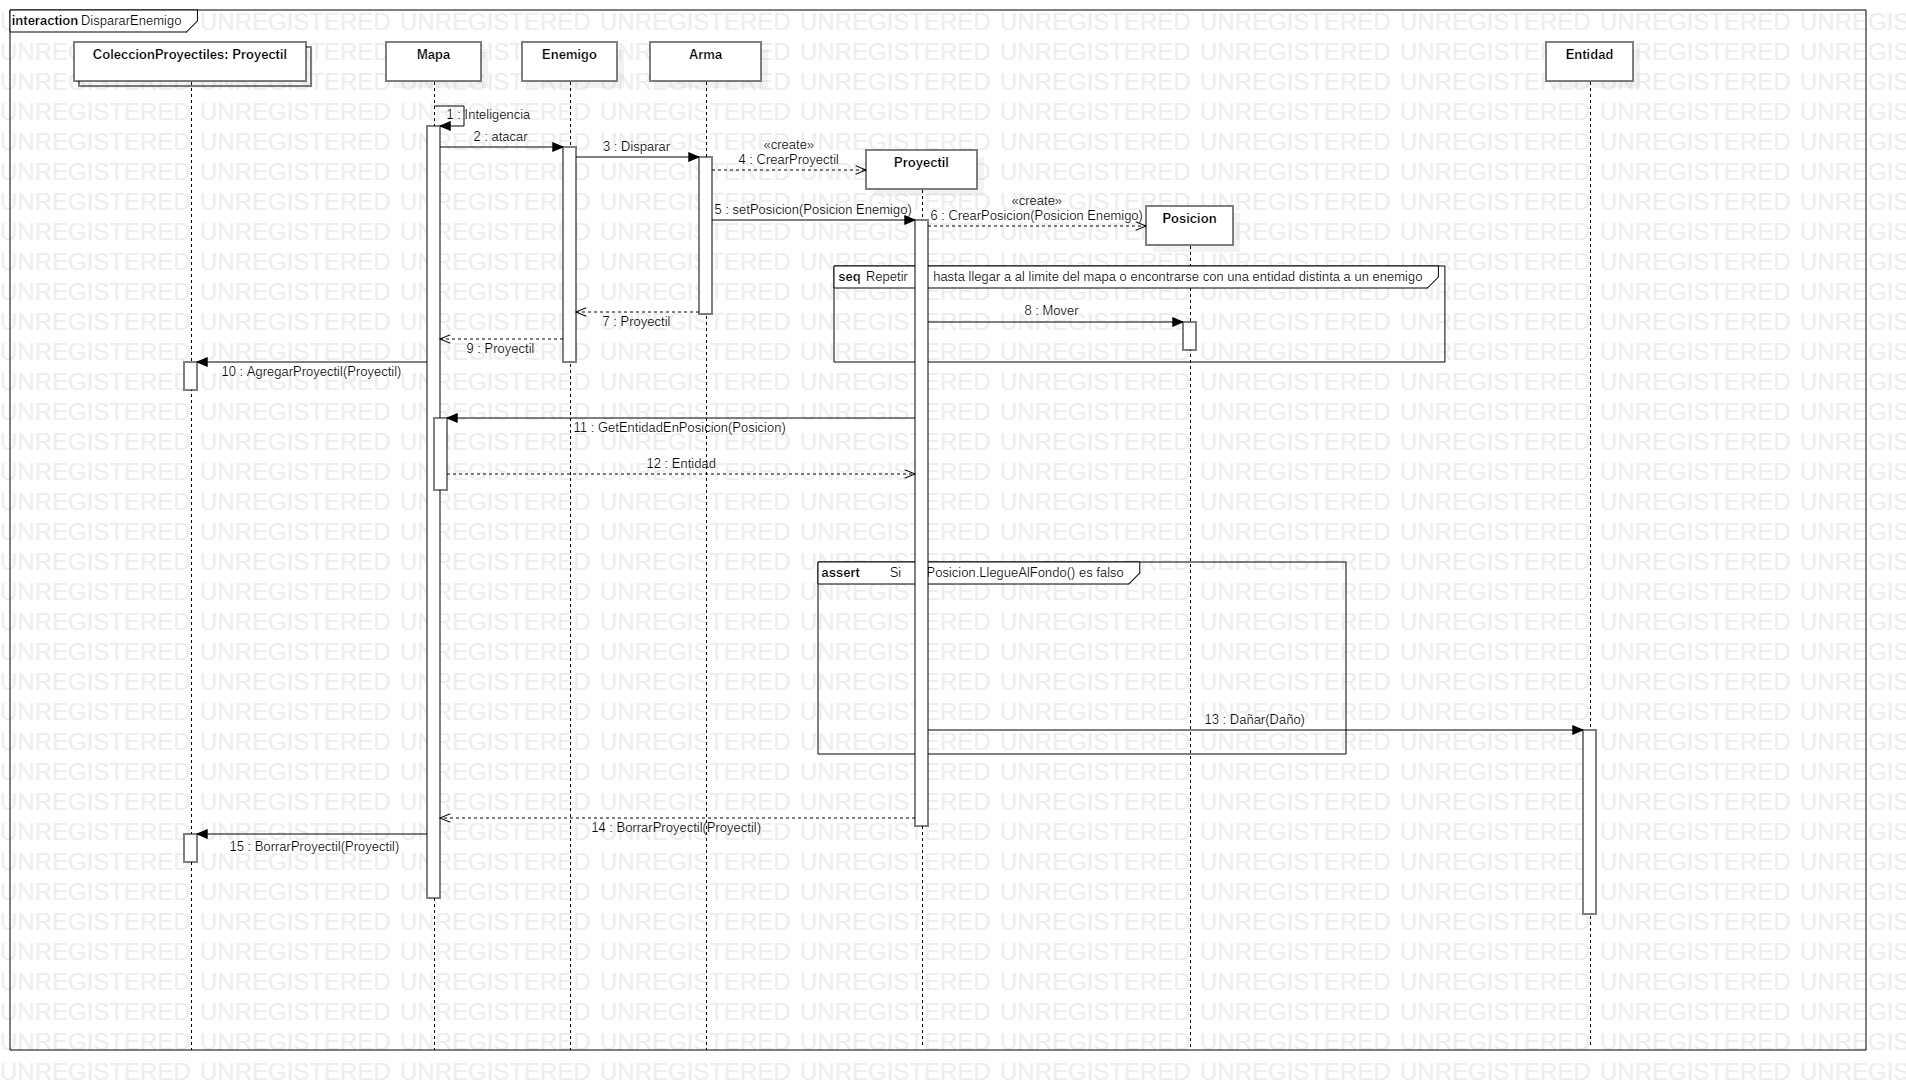 interaction DispararEnemigo
ColeccionProyectiles: Proyectil
Mapa
Enemigo
Arma
Entidad
1 : Inteligencia
2 : atacar
3 : Disparar
«create»
4 : CrearProyectil
Proyectil
5 : setPosicion(Posicion Enemigo)
«create»
6 : CrearPosicion(Posicion Enemigo)
Posicion
seq Repetir hasta llegar a al limite del mapa o encontrarse con una entidad distinta a un enemigo
8 : Mover
7 : Proyectil
9 : Proyectil
10 : AgregarProyectil(Proyectil)
11 : GetEntidadEnPosicion(Posicion)
12 : Entidad
assert Si Posicion.LlegueAlFondo() es falso
13 : Dañar(Daño)
14 : BorrarProyectil(Proyectil)
15 : BorrarProyectil(Proyectil)
UNREGISTERED